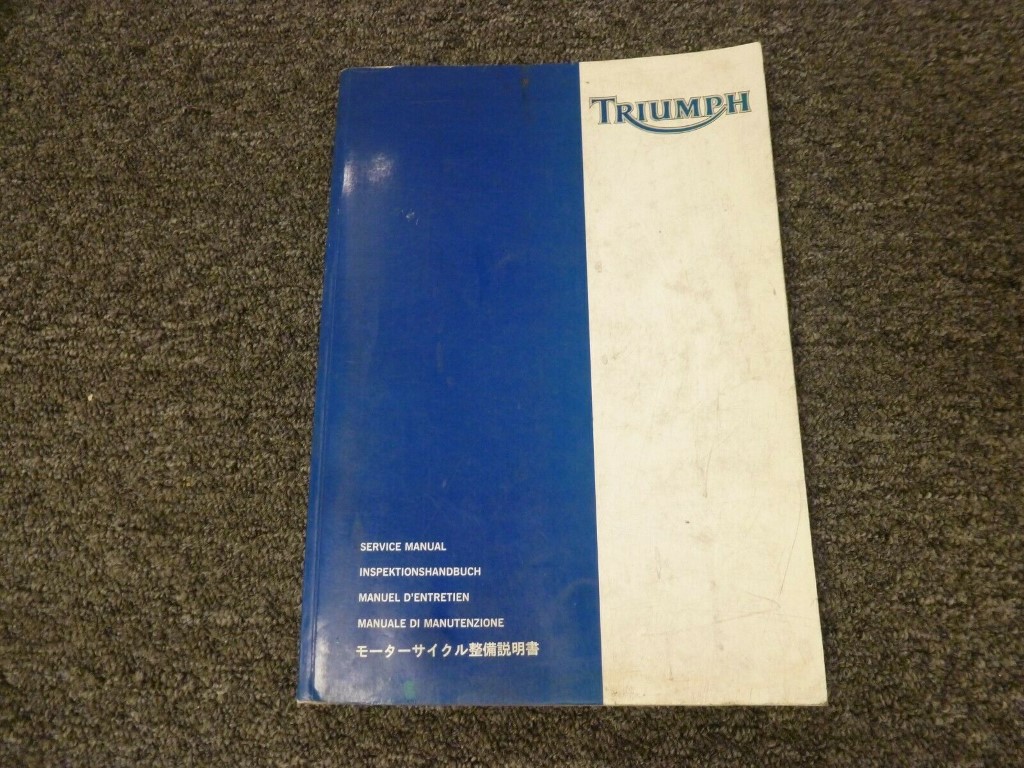 TRIUMPH
SERVICE MANUAL
INSPEKTIONSHANDBUCH
MANUEL D'ENTRETIEN
MANUALE DI MANUTENZIONE
モーターサイクル整備説明書